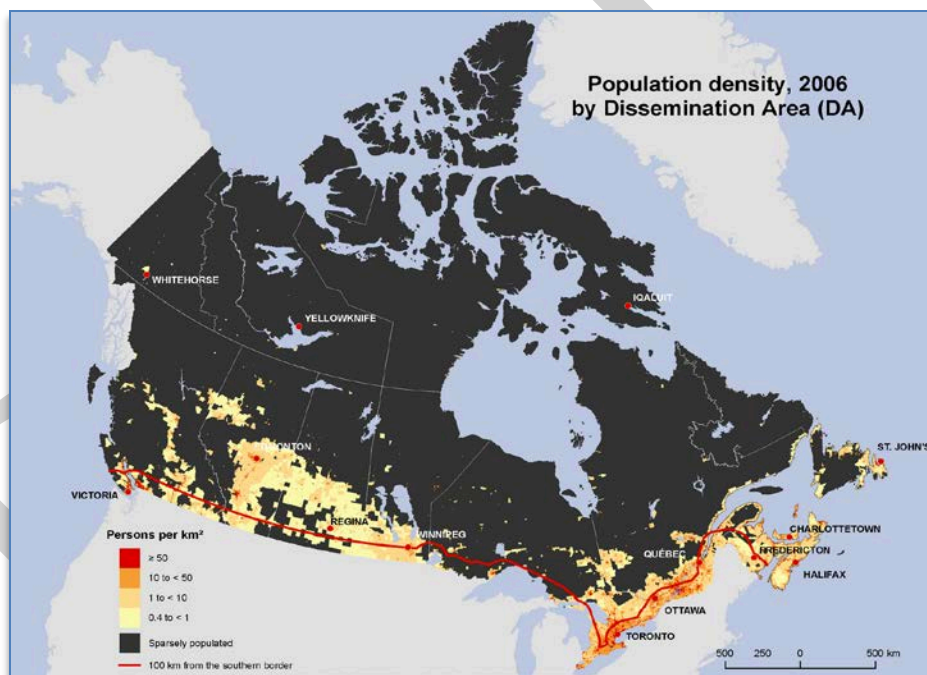 Population density, 2006
by Dissemination Area (DA)
WHITEHORSE
YELLOWKNIFE
IQALUIT
EDMONTON
ST. JOHN'S
VICTORIA
REGINA
WINNIPEG
CHARLOTTETOWN
QUÉBEC
FREDERICTON
HALIFAX
OTTAWA
TORONTO
Persons per km²
≥ 50
10 to < 50
1 to < 10
0.4 to < 1
Sparsely populated
100 km from the southern border
500 250 0 500 km